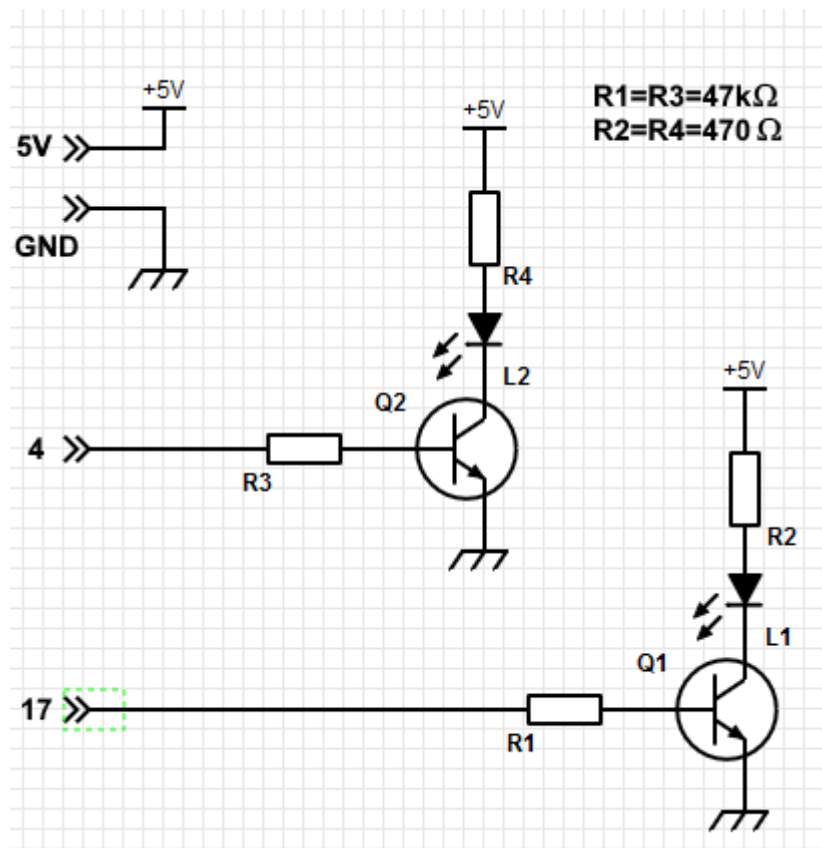 +5V
R1=R3=47kΩ
+5V
R2=R4=470 Ω
5V
GND
R4
+5V
L2
Q2
4
R3
R2
L1
Q1
17
R1